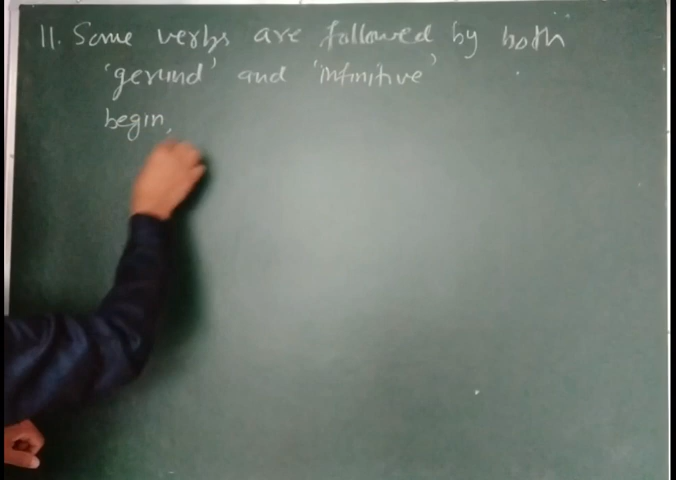 11. Some verbs are followed by both
'gerund' and 'infinitive'
begin,